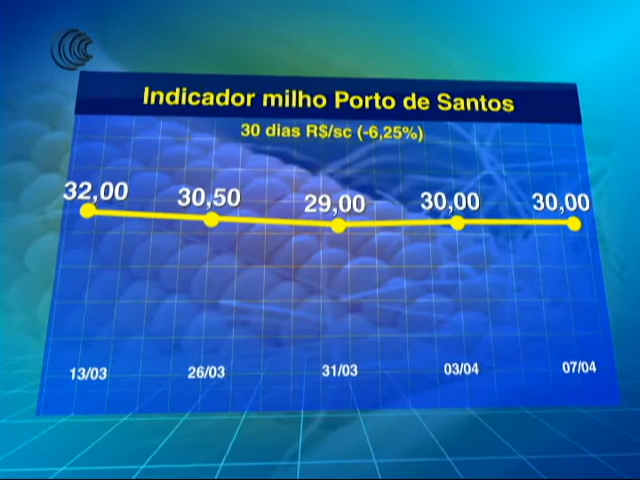 Indicador milho Porto de Santos
30 dias R$/sc (-6,25%)
32,00 30,50 29,00 30,00 30,00
13/03 26/03 31/03 03/04 07/04